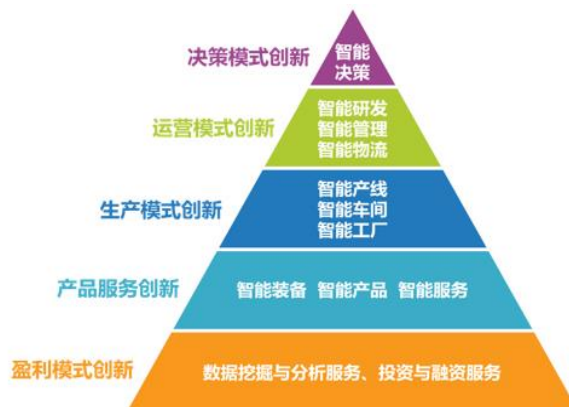 决策模式创新
智能
决策
运营模式创新
智能研发
智能管理
智能物流
生产模式创新
智能产线
智能车间
智能工厂
产品服务创新
智能装备 智能产品 智能服务
盈利模式创新
数据挖掘与分析服务、投资与融资服务